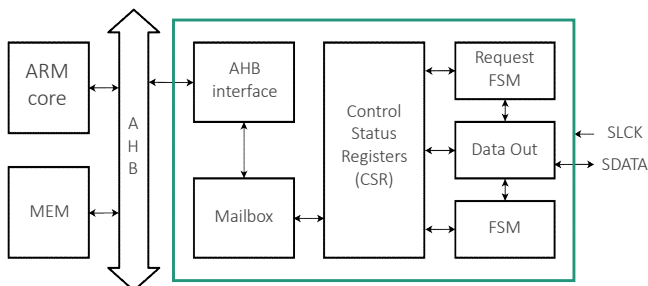 ARM
core
MEM
A
H
B
AHB
interface
Mailbox
Control
Status
Registers
(CSR)
Request
FSM
Data Out
FSM
SLCK
SDATA